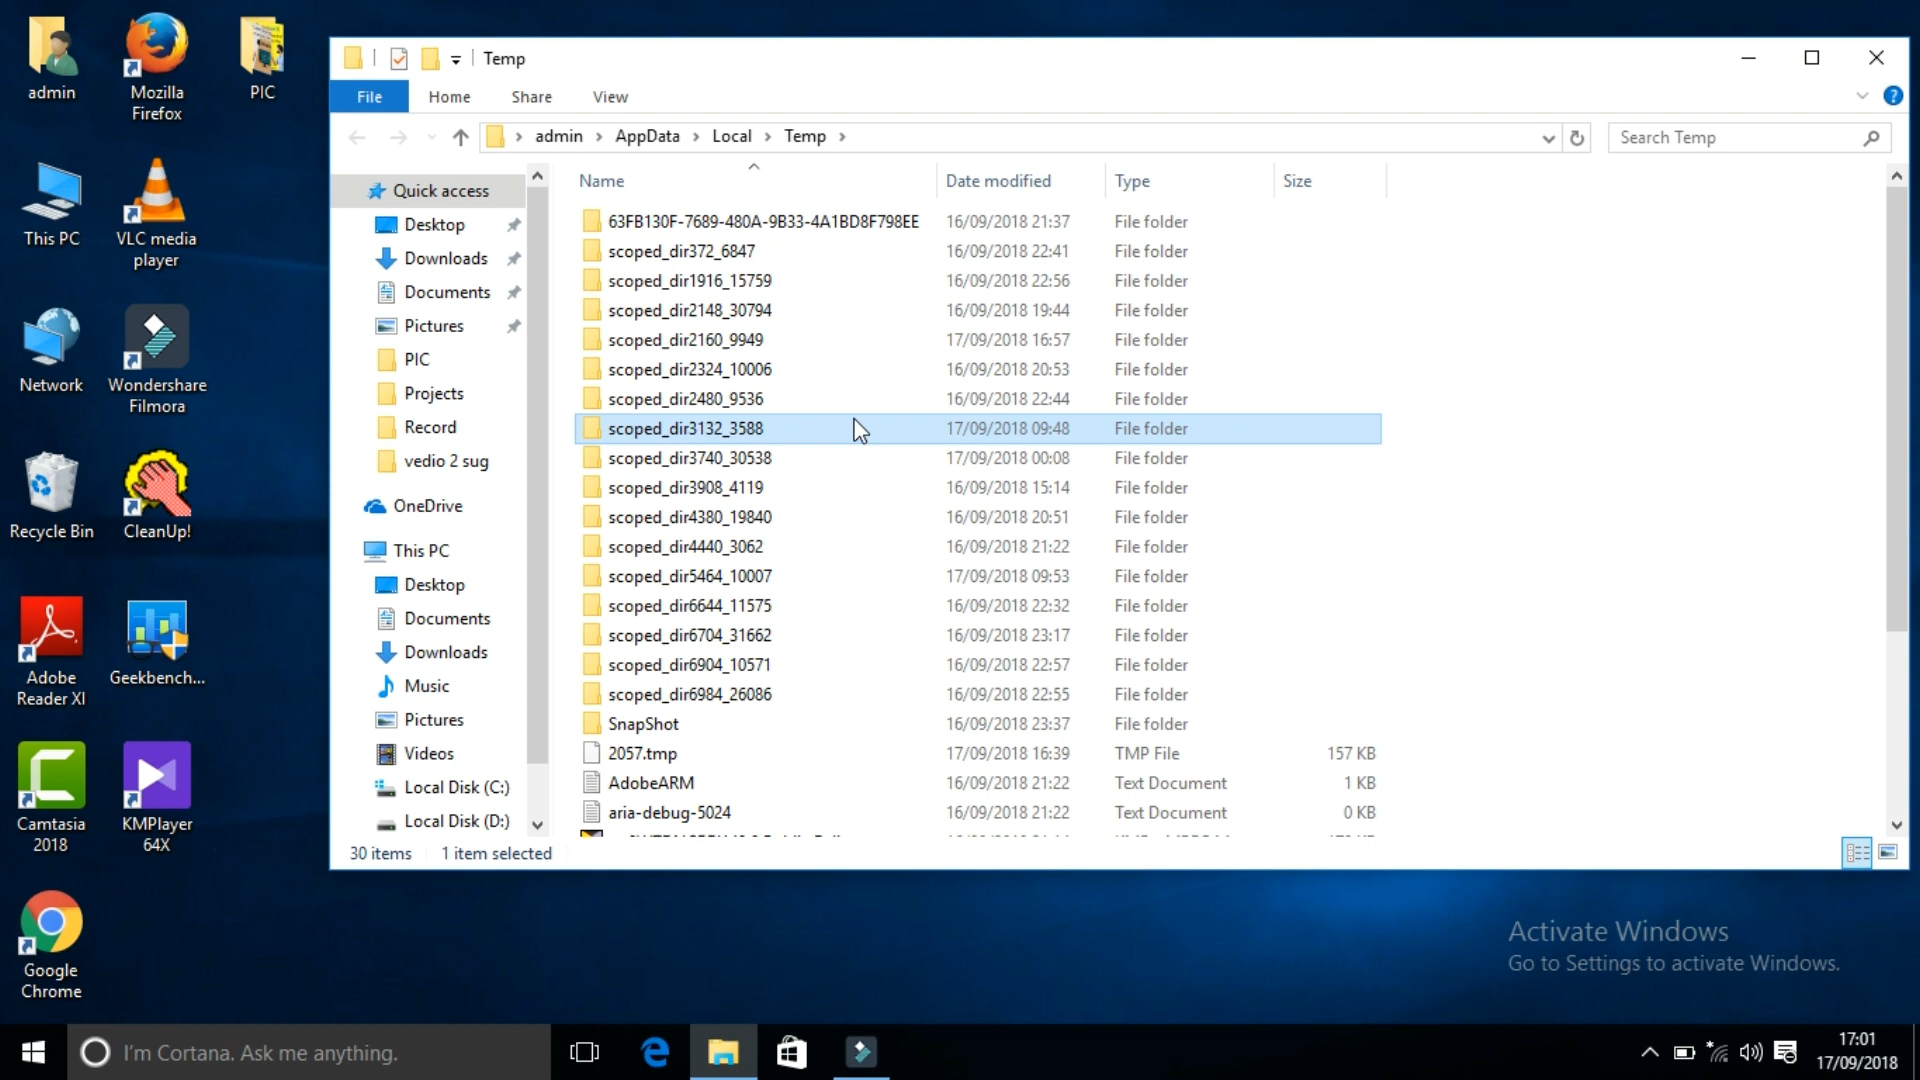 admin
Mozilla
Firefox
PIC
This PC
VLC media
player
Network
Wondershare
Filmora
Recycle Bin
CleanUp!
Adobe
Reader XI
Geekbench...
Camtasia
2018
KMPlayer
64X
Google
Chrome
Temp
File Home Share View
admin AppData Local Temp
Search Temp
Quick access
Desktop
Downloads
Documents
Pictures
PIC
Projects
Record
vedio 2 sug
OneDrive
This PC
Desktop
Documents
Downloads
Music
Pictures
Videos
Local Disk (C:)
Local Disk (D:)
Name Date modified Type Size
63FB130F-7689-480A-9B33-4A1BD8F798EE 16/09/2018 21:37 File folder
scoped_dir372_6847 16/09/2018 22:41 File folder
scoped_dir1916_15759 16/09/2018 22:56 File folder
scoped_dir2148_30794 16/09/2018 19:44 File folder
scoped_dir2160_9949 17/09/2018 16:57 File folder
scoped_dir2324_10006 16/09/2018 20:53 File folder
scoped_dir2480_9536 16/09/2018 22:44 File folder
scoped_dir3132_3588 17/09/2018 09:48 File folder
scoped_dir3740_30538 17/09/2018 00:08 File folder
scoped_dir3908_4119 16/09/2018 15:14 File folder
scoped_dir4380_19840 16/09/2018 20:51 File folder
scoped_dir4440_3062 16/09/2018 21:22 File folder
scoped_dir5464_10007 17/09/2018 09:53 File folder
scoped_dir6644_11575 16/09/2018 22:32 File folder
scoped_dir6704_31662 16/09/2018 23:17 File folder
scoped_dir6904_10571 16/09/2018 22:57 File folder
scoped_dir6984_26086 16/09/2018 22:55 File folder
SnapShot 16/09/2018 23:37 File folder
2057.tmp 17/09/2018 16:39 TMP File 157 KB
AdobeARM 16/09/2018 21:22 Text Document 1 KB
aria-debug-5024 16/09/2018 21:22 Text Document 0 KB
30 items 1 item selected
Activate Windows
Go to Settings to activate Windows.
I'm Cortana. Ask me anything.
17:01
17/09/2018